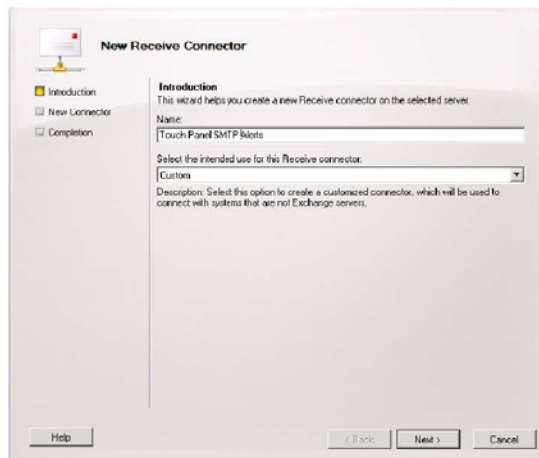 New Receive Connector
Introduction
New Connector
Completion
Introduction
This wizard helps you create a new Receive connector on the selected server.
Name:
Touch Panel SMTP Alerts
Select the intended use for this Receive connector:
Custom
Description: Select this option to create a customized connector, which will be used to
connect with systems that are not Exchange servers.
Help
< Back
Next >
Cancel